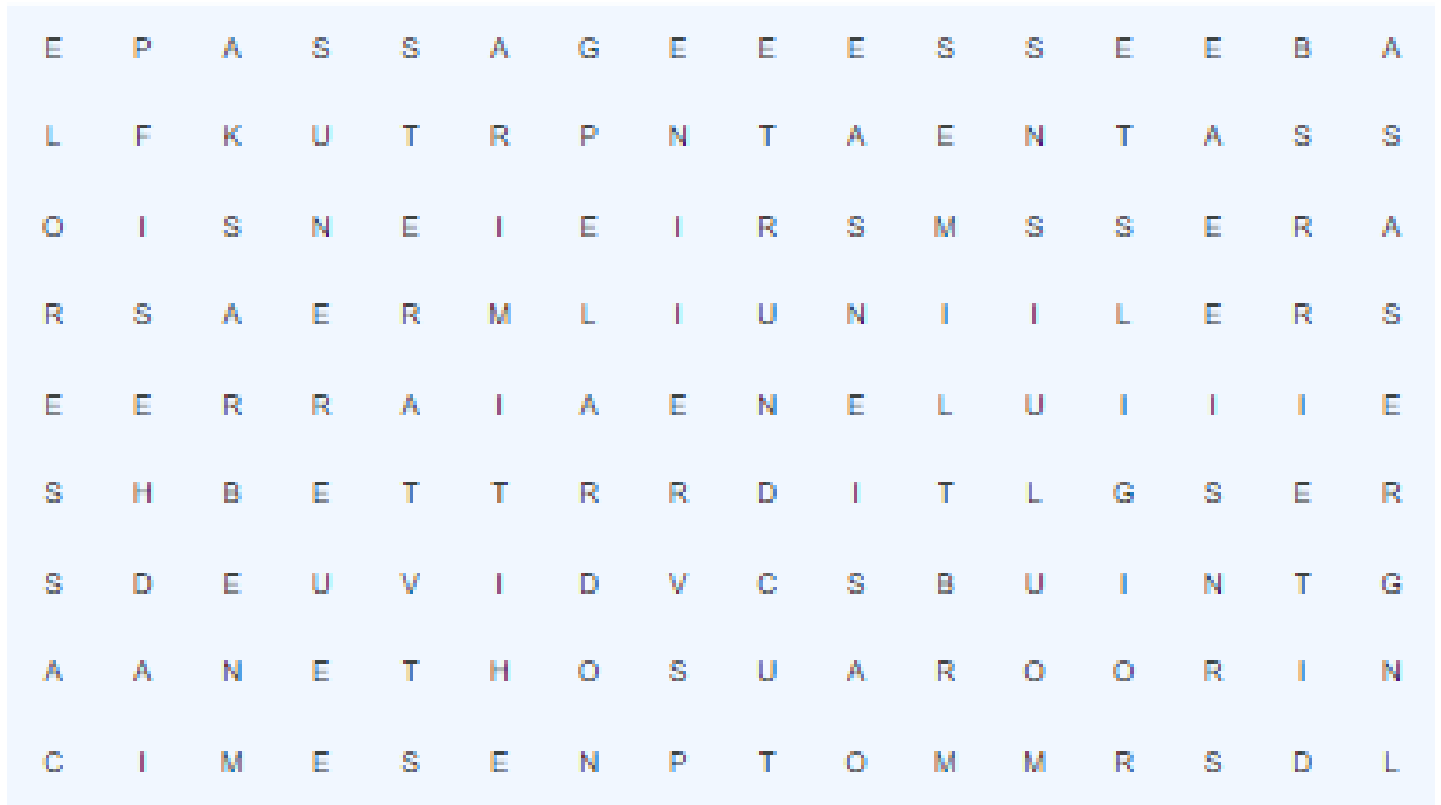 E P A S S A G E E E S S E E B A
L F K U T R P N T A E N T A S S
O I S N E I E I R S M S S E R A
R S A E R M L I U N I I L E R S
E E R R A I A E N E L U I I I E
S H B E T T R R D I T L G S E R
S D E U V I D V C S B U I N T G
A A N E T H O S U A R O O R I N
C I M E S E N P T O M M R S D L